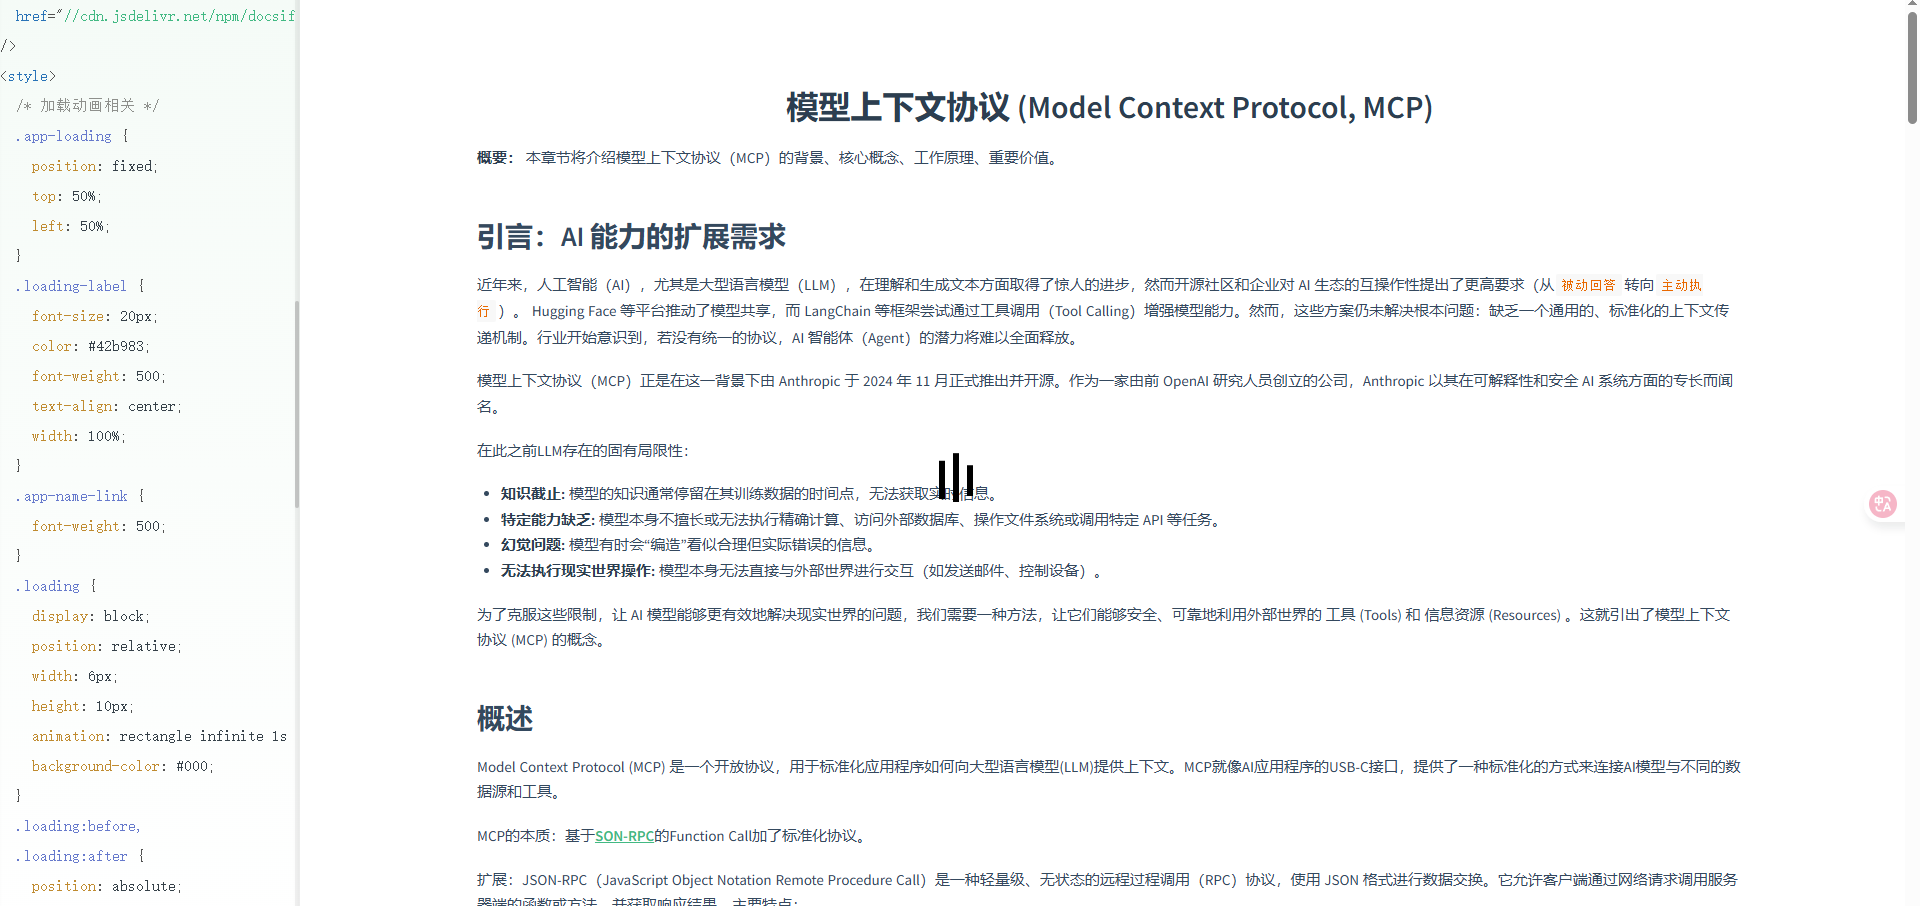 href="//cdn.jsdelivr.net/npm/docsif
/>
<style>
/* 加载动画相关 */
.app-loading {
position: fixed;
top: 50%;
left: 50%;
}
.loading-label {
font-size: 20px;
color: #42b983;
font-weight: 500;
text-align: center;
width: 100%;
}
.app-name-link {
font-weight: 500;
}
.loading {
display: block;
position: relative;
width: 6px;
height: 10px;
animation: rectangle infinite 1s
background-color: #000;
}
.loading:before,
.loading:after {
position: absolute;
模型上下文协议 (Model Context Protocol, MCP)
概要： 本章节将介绍模型上下文协议（MCP）的背景、核心概念、工作原理、重要价值。
引言：AI 能力的扩展需求
近年来，人工智能（AI），尤其是大型语言模型（LLM），在理解和生成文本方面取得了惊人的进步，然而开源社区和企业对 AI 生态的互操作性提出了更高要求（从 被动回答 转向 主动执
行 ）。 Hugging Face 等平台推动了模型共享，而 LangChain 等框架尝试通过工具调用（Tool Calling）增强模型能力。然而，这些方案仍未解决根本问题：缺乏一个通用的、标准化的上下文传
递机制。行业开始意识到，若没有统一的协议，AI 智能体（Agent）的潜力将难以全面释放。
模型上下文协议（MCP）正是在这一背景下由 Anthropic 于 2024 年 11 月正式推出并开源。作为一家由前 OpenAI 研究人员创立的公司，Anthropic 以其在可解释性和安全 AI 系统方面的专长而闻
名。
在此之前LLM存在的固有局限性：
知识截止: 模型的知识通常停留在其训练数据的时间点，无法获取实时信息。
特定能力缺乏: 模型本身不擅长或无法执行精确计算、访问外部数据库、操作文件系统或调用特定 API 等任务。
幻觉问题: 模型有时会“编造”看似合理但实际错误的信息。
无法执行现实世界操作: 模型本身无法直接与外部世界进行交互（如发送邮件、控制设备）。
为了克服这些限制，让 AI 模型能够更有效地解决现实世界的问题，我们需要一种方法，让它们能够安全、可靠地利用外部世界的 工具 (Tools) 和 信息资源 (Resources) 。这就引出了模型上下文
协议 (MCP) 的概念。
概述
Model Context Protocol (MCP) 是一个开放协议，用于标准化应用程序如何向大型语言模型(LLM)提供上下文。MCP就像AI应用程序的USB-C接口，提供了一种标准化的方式来连接AI模型与不同的数
据源和工具。
MCP的本质：基于SON-RPC的Function Call加了标准化协议。
扩展：JSON-RPC（JavaScript Object Notation Remote Procedure Call）是一种轻量级、无状态的远程过程调用（RPC）协议，使用 JSON 格式进行数据交换。它允许客户端通过网络请求调用服务
器端的函数或方法，并获取响应结果。主要特点：